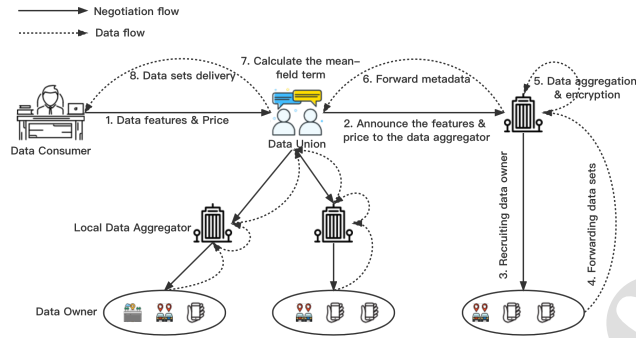 Negotiation flow
Data flow
7. Calculate the mean–
field term
8. Data sets delivery
6. Forward metadata
5. Data aggregation
& encryption
1. Data features & Price
2. Announce the features &
price to the data aggregator
Data Consumer
Data Union
3. Recruiting data owner
4. Forwarding data sets
Local Data Aggregator
Data Owner